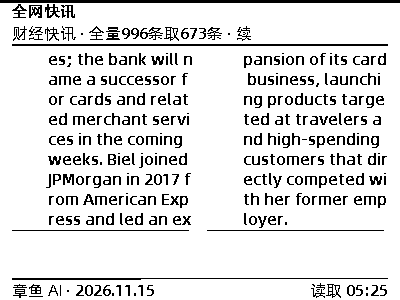 全网快讯
财经快讯 · 全量996条取673条 · 续
es; the bank will n
ame a successor f
or cards and relat
ed merchant servi
ces in the coming
weeks. Biel joined
JPMorgan in 2017 f
rom American Exp
ress and led an ex
pansion of its card
business, launchi
ng products targe
ted at travelers a
nd high-spending
customers that dir
ectly competed wi
th her former emp
loyer.
章鱼 AI · 2026.11.15
读取 05:25